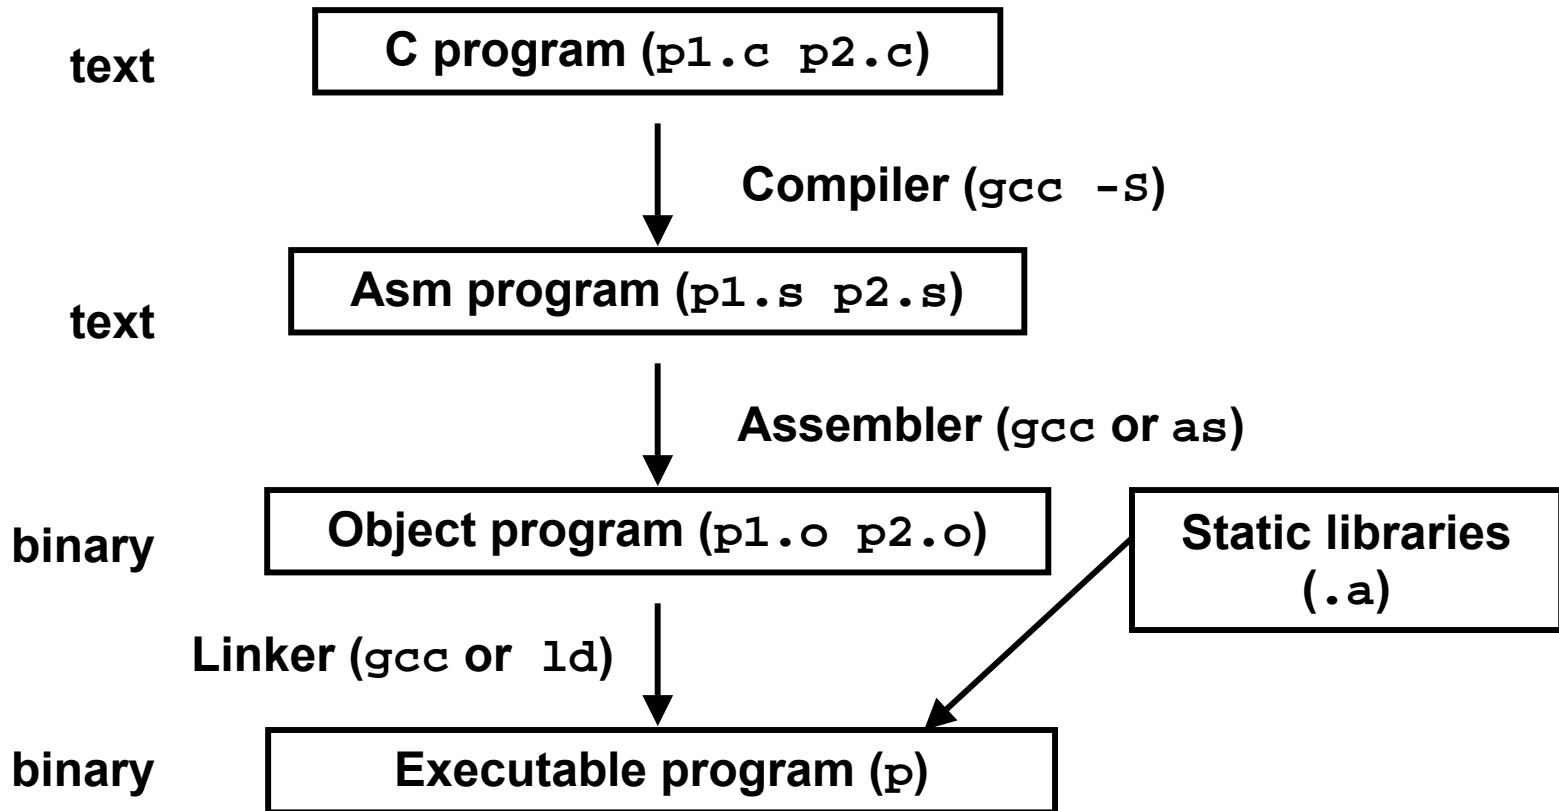 text
C program (p1.c p2.c)
Compiler (gcc -S)
text
Asm program (p1.s p2.s)
Assembler (gcc or as)
binary
Object program (p1.o p2.o)
Static libraries
(.a)
Linker (gcc or ld)
binary
Executable program (p)